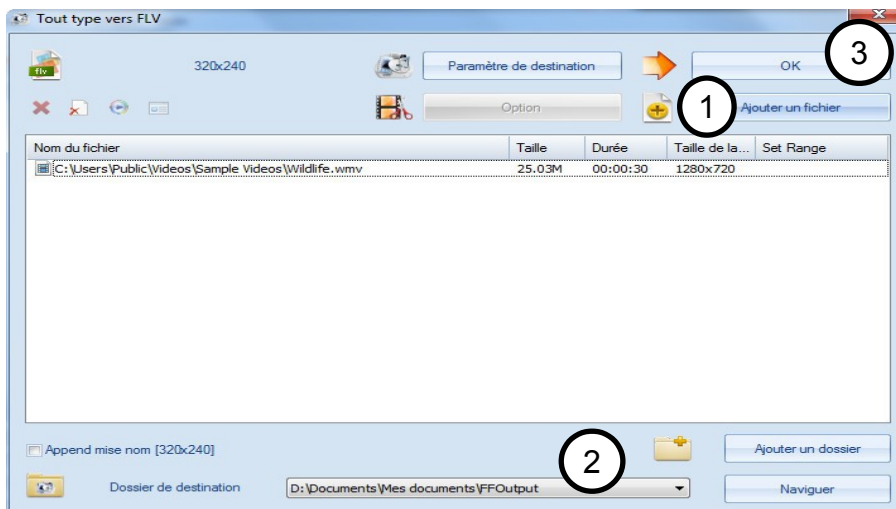 Tout type vers FLV
3
flv
320x240
Paramètre de destination
OK
Option
1
Ajouter un fichier
Nom du fichier Taille Durée Taille de la... Set Range
C:\Users\Public\Videos\Sample Videos\Wildlife.wmv 25.03M 00:00:30 1280x720
Append mise nom [320x240]
2
Ajouter un dossier
Dossier de destination
D:\Documents\Mes documents\FFOutput
Naviguer